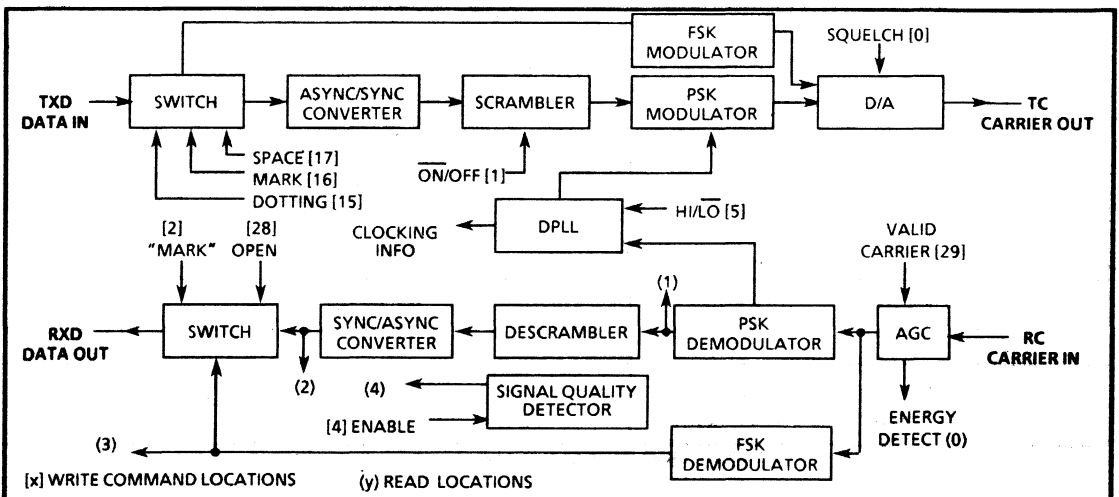 FSK
MODULATOR
SQUELCH [0]
TXD
DATA IN
SWITCH
ASYNC/SYNC
CONVERTER
SCRAMBLER
PSK
MODULATOR
D/A
TC
CARRIER OUT
SPACE [17]
MARK [16]
DOTTING [15]
ON/OFF [1]
HI/LO [5]
DPLL
CLOCKING
INFO
[2]
"MARK"
[28]
OPEN
VALID
CARRIER [29]
(1)
RXD
DATA OUT
SWITCH
SYNC/ASYNC
CONVERTER
DESCRAMBLER
PSK
DEMODULATOR
AGC
RC
CARRIER IN
(2)
(4)
SIGNAL QUALITY
DETECTOR
[4] ENABLE
ENERGY
DETECT (0)
(3)
FSK
DEMODULATOR
[x] WRITE COMMAND LOCATIONS
(y) READ LOCATIONS